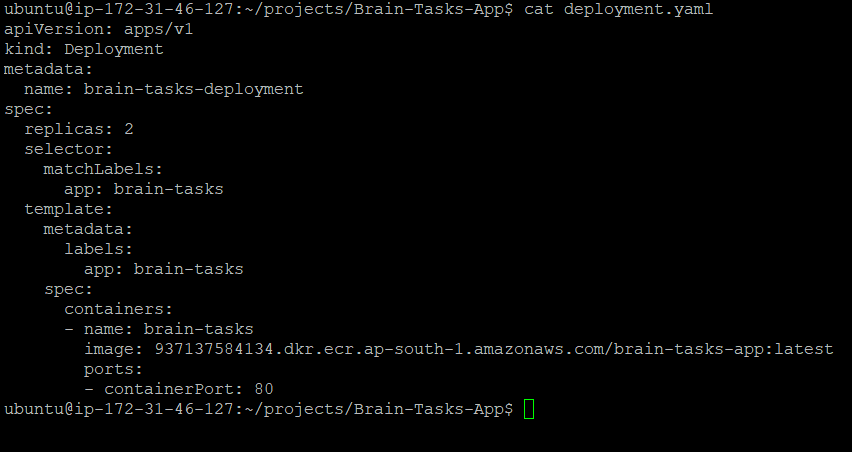 ubuntu@ip-172-31-46-127:~/projects/Brain-Tasks-App$ cat deployment.yaml
apiVersion: apps/v1
kind: Deployment
metadata:
  name: brain-tasks-deployment
spec:
  replicas: 2
  selector:
    matchLabels:
      app: brain-tasks
  template:
    metadata:
      labels:
        app: brain-tasks
    spec:
      containers:
      - name: brain-tasks
        image: 937137584134.dkr.ecr.ap-south-1.amazonaws.com/brain-tasks-app:latest
        ports:
        - containerPort: 80
ubuntu@ip-172-31-46-127:~/projects/Brain-Tasks-App$